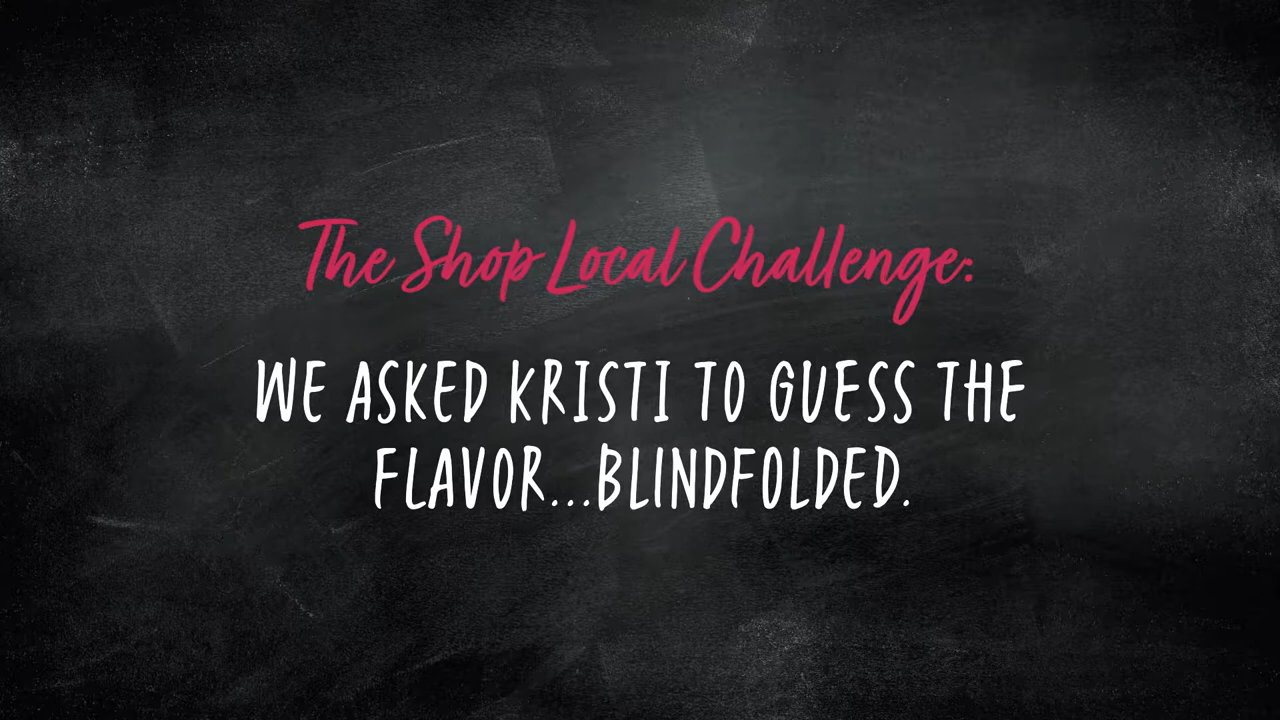 The Shop Local Challenge:
WE ASKED KRISTI TO GUESS THE
FLAVOR...BLINDFOLDED.